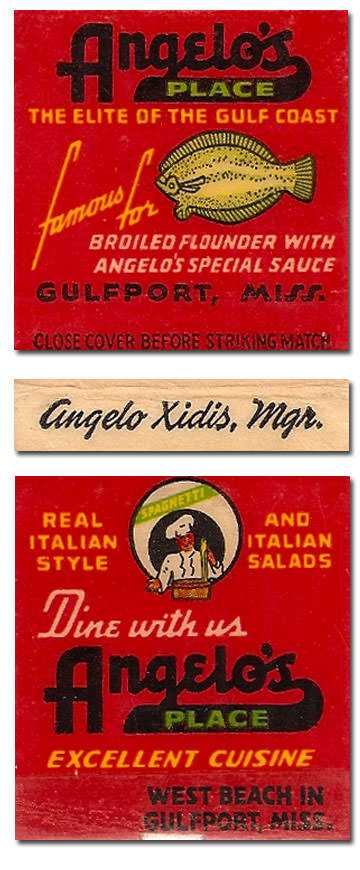 Angelo's
PLACE
THE ELITE OF THE GULF COAST
famous for
BROILED FLOUNDER WITH
ANGELO'S SPECIAL SAUCE
GULFPORT, MISS.
CLOSE COVER BEFORE STRIKING MATCH
Angelo Xidis, Mgr.
SPAGHETTI
REAL
ITALIAN
STYLE
AND
ITALIAN
SALADS
Dine with us
Angelo's
PLACE
EXCELLENT CUISINE
WEST BEACH IN
GULFPORT, MISS.